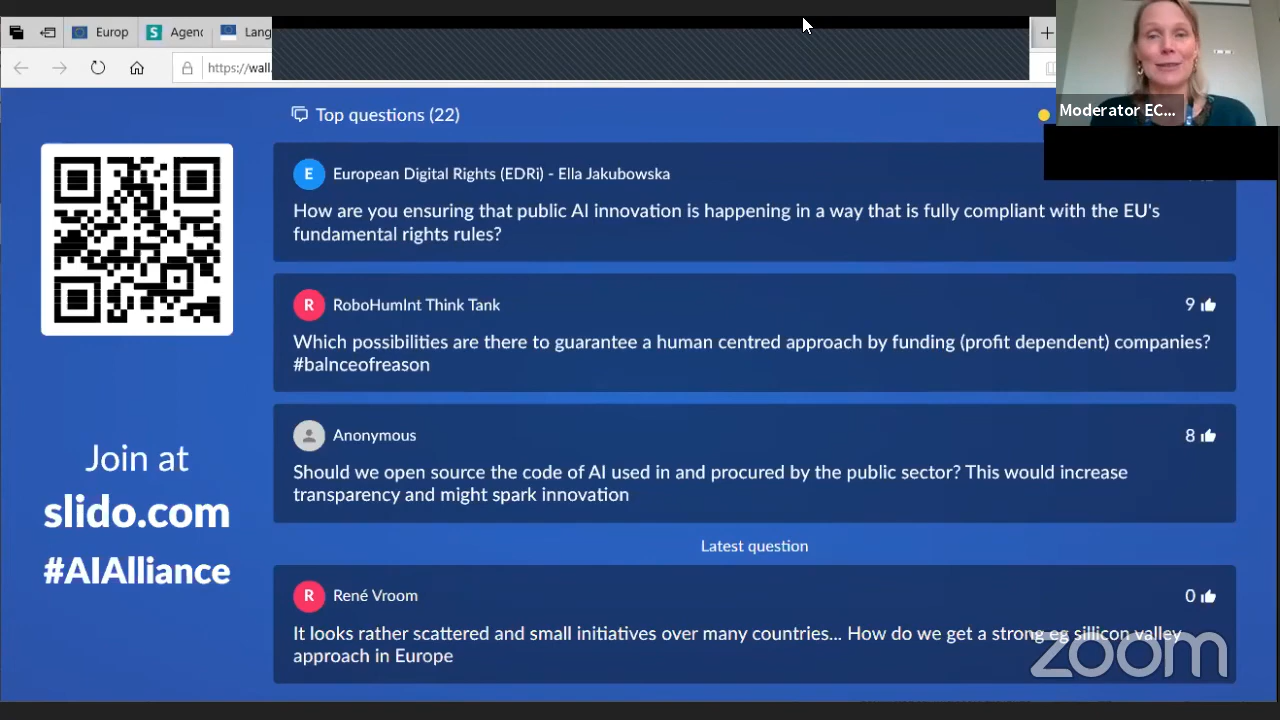 Europ
Agenc
Lang
https://wall.
Moderator EC...
Top questions (22)
E
European Digital Rights (EDRi) - Ella Jakubowska
How are you ensuring that public AI innovation is happening in a way that is fully compliant with the EU's
fundamental rights rules?
R
RoboHumInt Think Tank
9
Which possibilities are there to guarantee a human centred approach by funding (profit dependent) companies?
#balnceofreason
Anonymous
8
Should we open source the code of AI used in and procured by the public sector? This would increase
transparency and might spark innovation
Join at
slido.com
#AIAlliance
Latest question
R
René Vroom
0
It looks rather scattered and small initiatives over many countries... How do we get a strong eg sillicon valley
approach in Europe
zoom